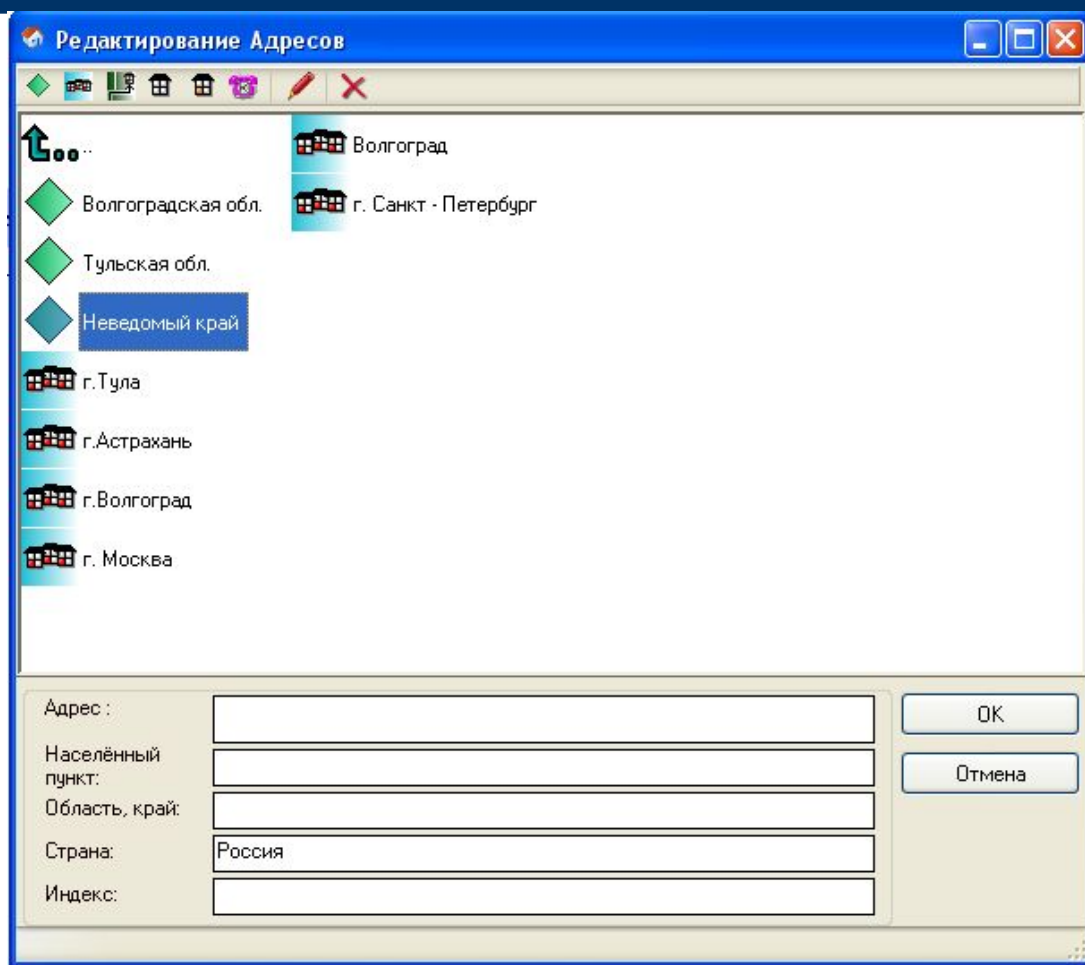 Редактирование Адресов
..
Волгоградская обл.
Тульская обл.
Неведомый край
г.Тула
г.Астрахань
г.Волгоград
г. Москва
Волгоград
г. Санкт - Петербург
Адрес :
Населённый
пункт:
Область, край:
Страна: Россия
Индекс:
OK
Отмена